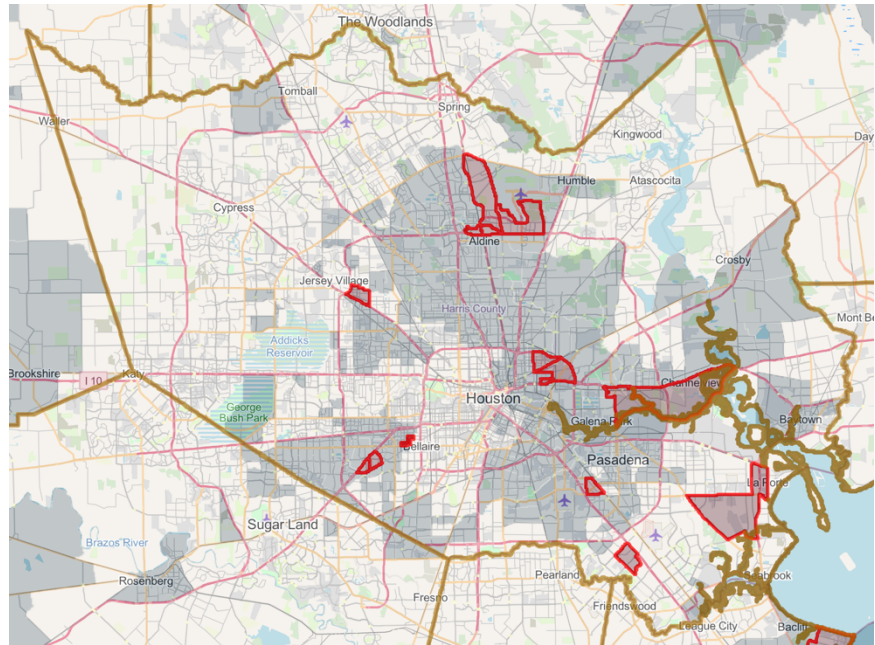 The Woodlands
Tomball
Spring
Waller
Kingwood
Day
Humble
Atascocita
Cypress
Aldine
Crosby
Jersey Village
Harris County
Mont Be
Addicks
Reservoir
Brookshire
I 10
Katy
Channelview
Houston
George
Bush Park
Galena Park
Baytown
Bellaire
Pasadena
La Porte
Sugar Land
Brazos River
Rosenberg
Pearland
Seabrook
Fresno
Friendswood
League City
Bacliff